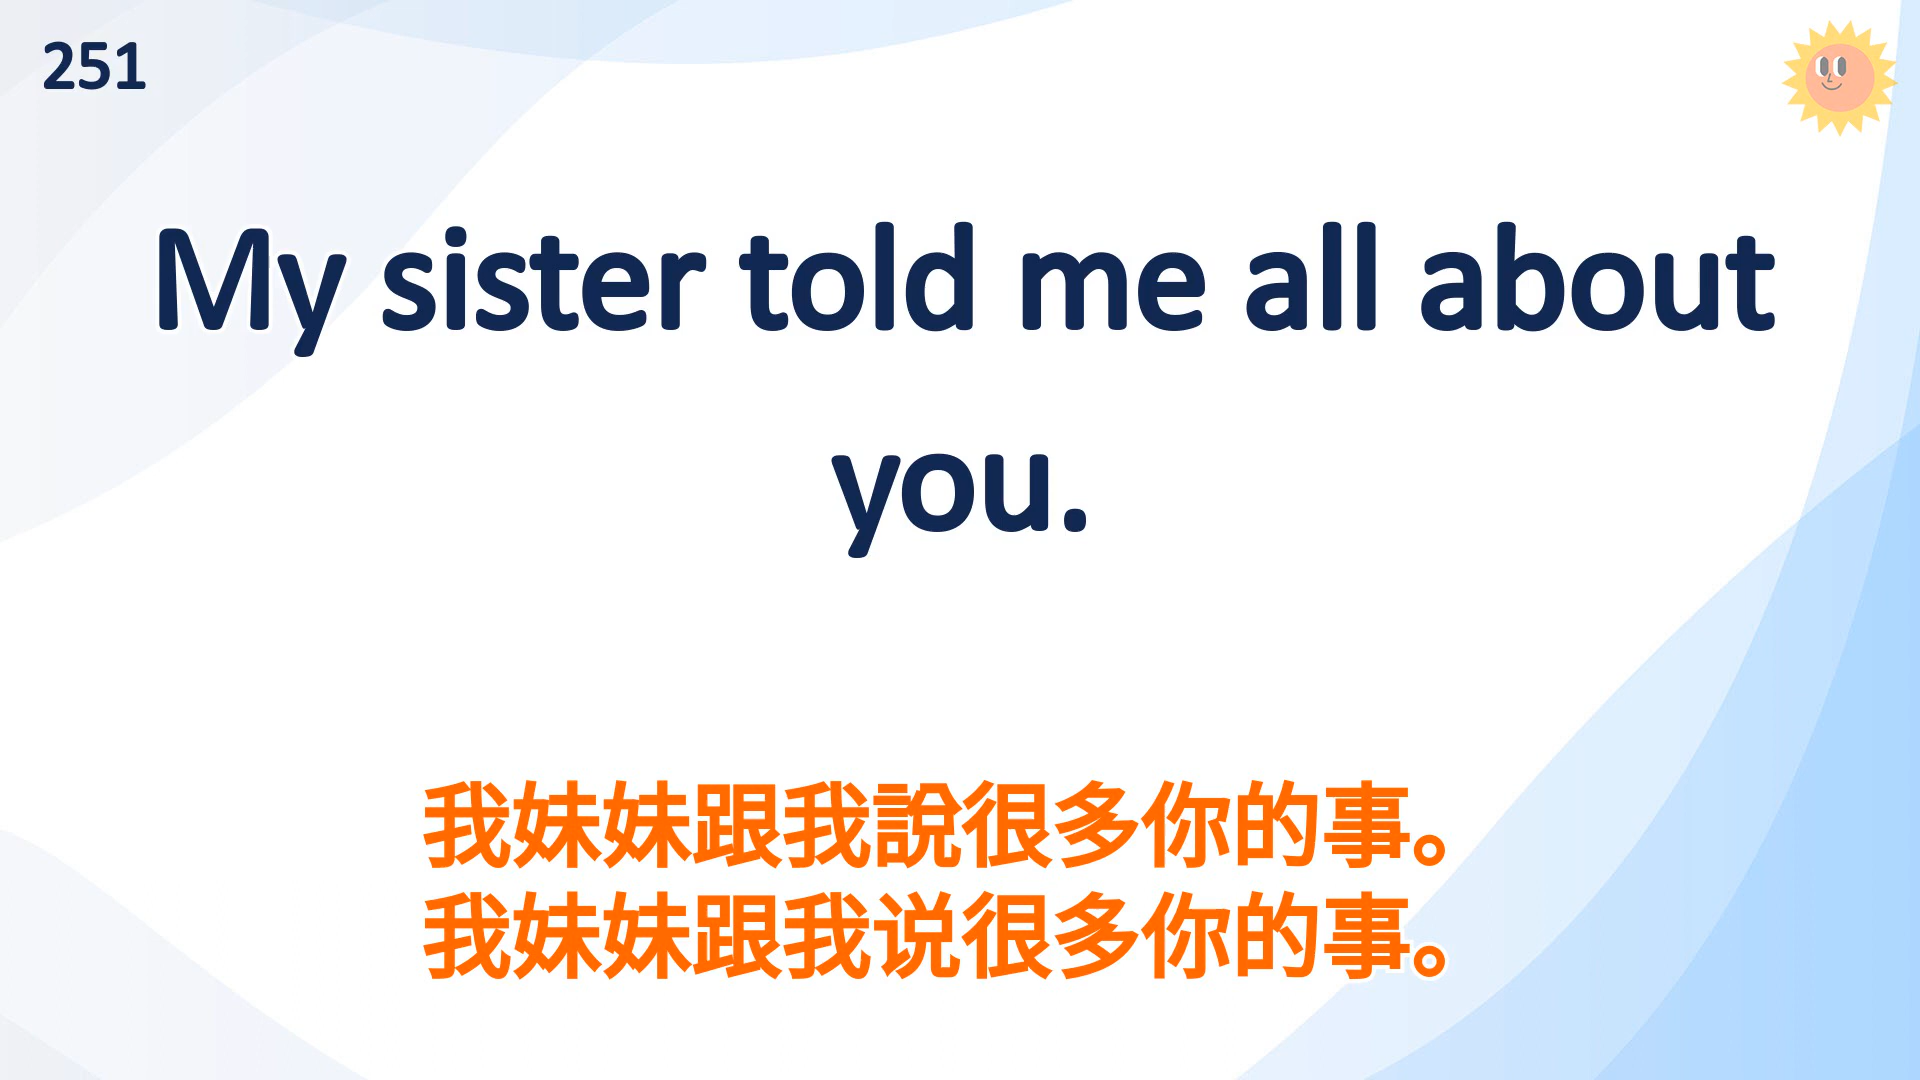 251
My sister told me all about
you.
我妹妹跟我說很多你的事。
我妹妹跟我说很多你的事。